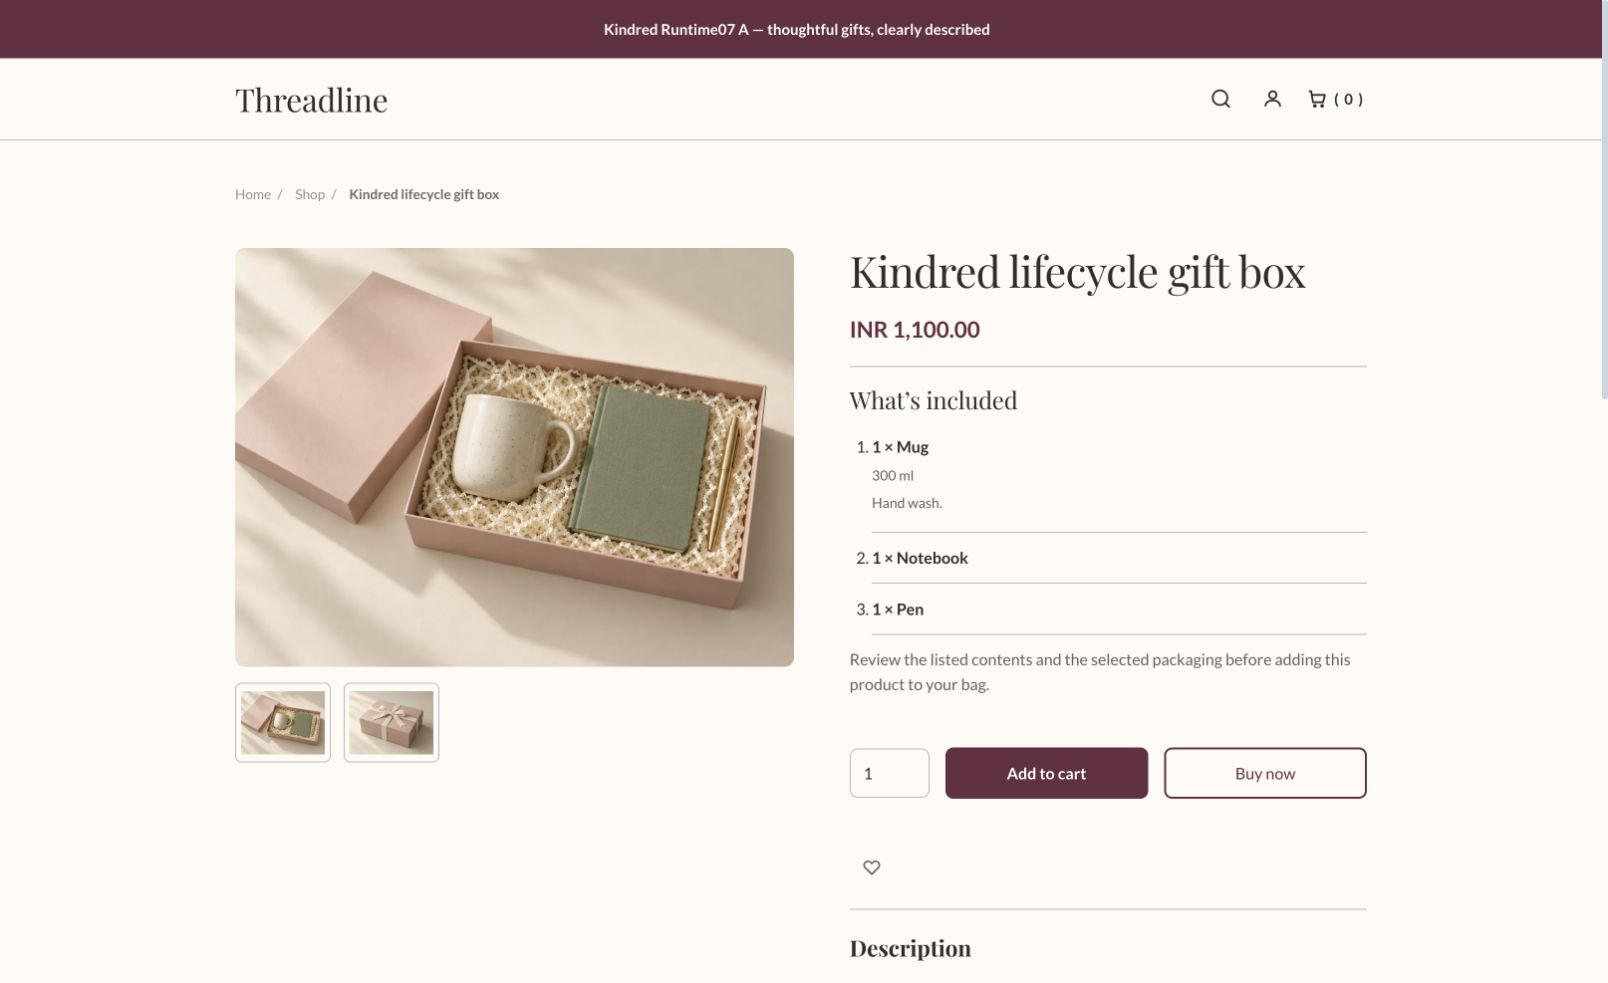 Kindred Runtime07 A — thoughtful gifts, clearly described
Threadline
( 0 )
Home / Shop / Kindred lifecycle gift box
Kindred lifecycle gift box
INR 1,100.00
What’s included
1. 1 × Mug
300 ml
Hand wash.
2. 1 × Notebook
3. 1 × Pen
Review the listed contents and the selected packaging before adding this
product to your bag.
1
Add to cart
Buy now
Description